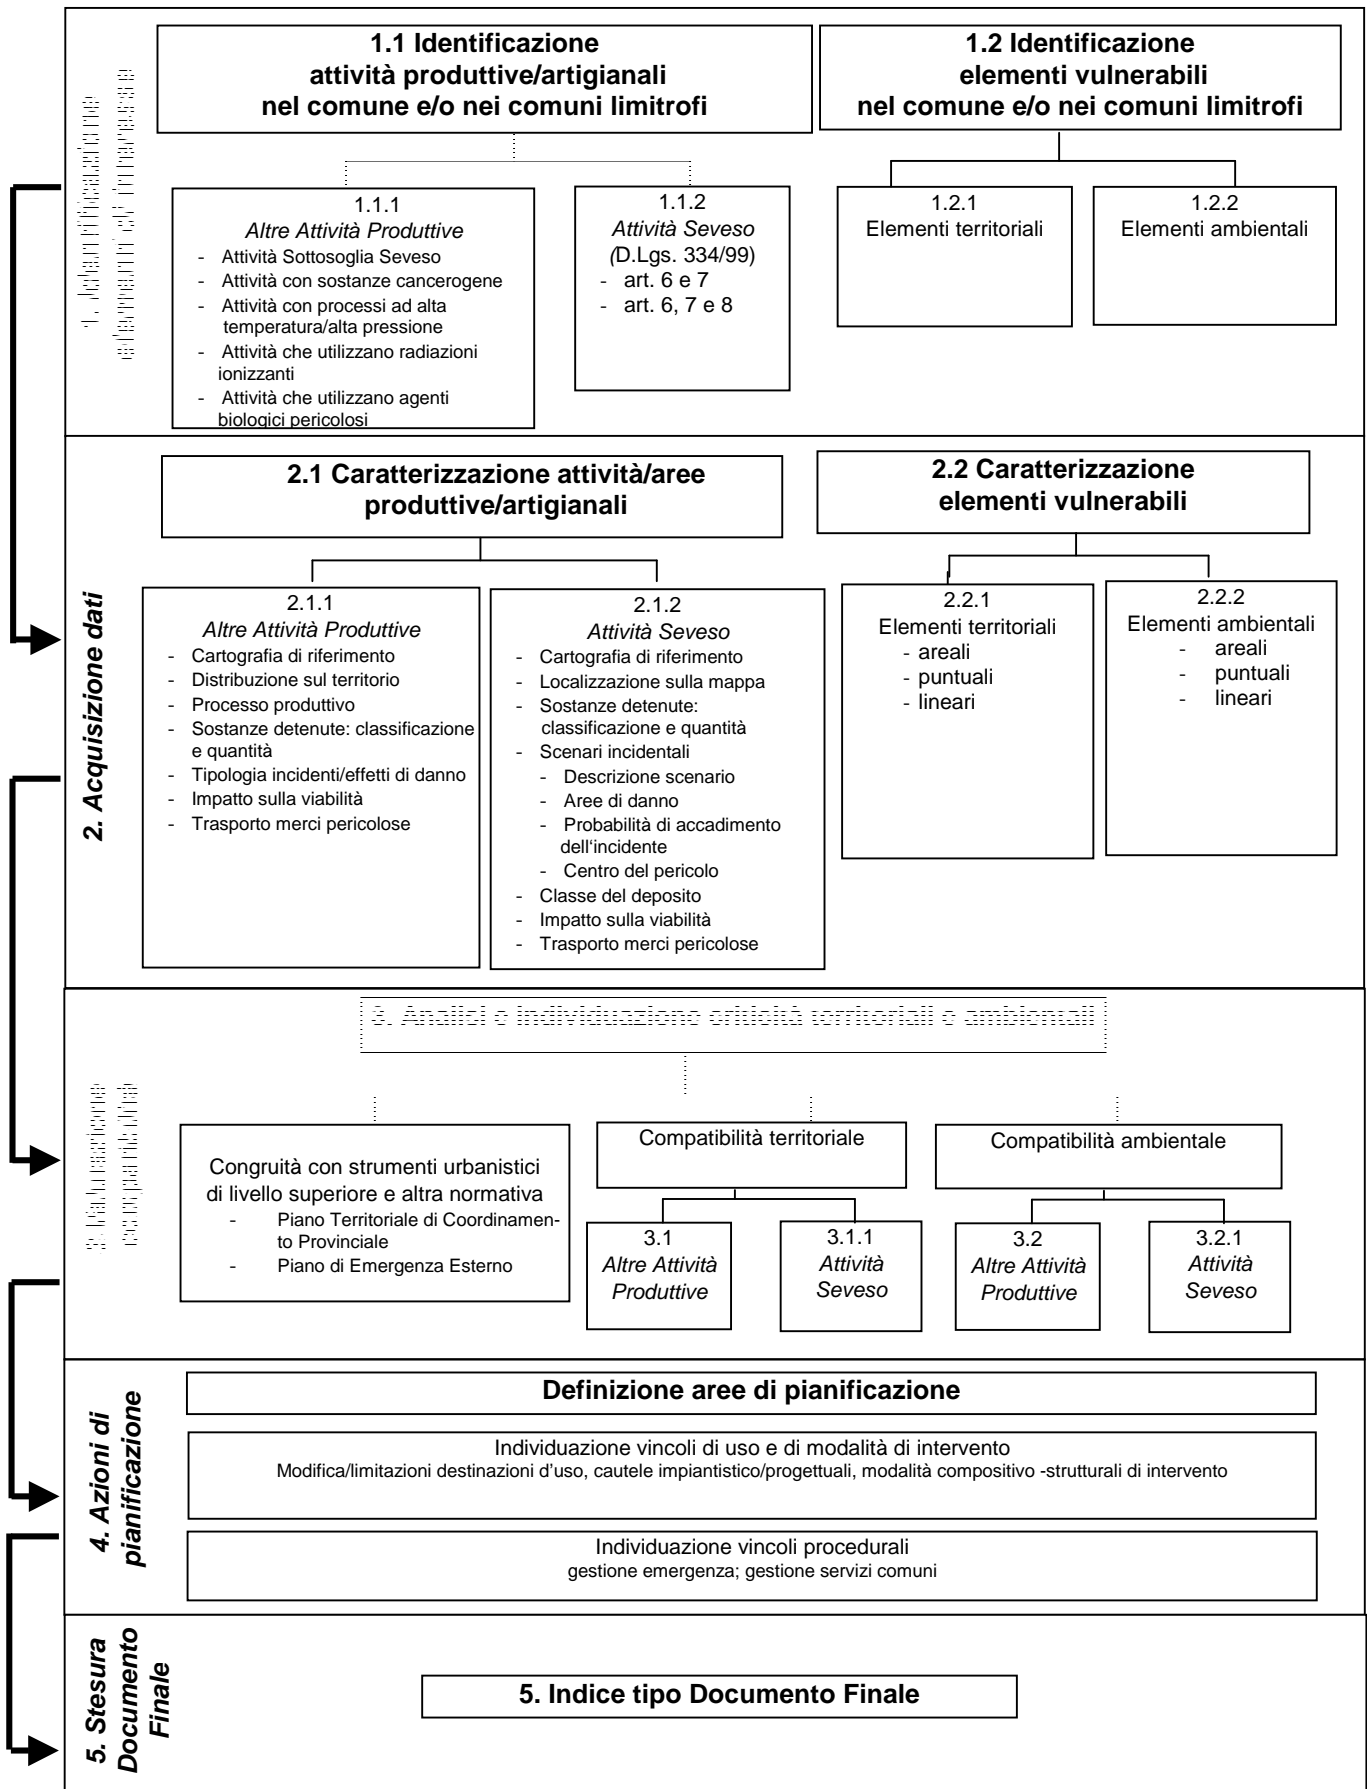 1.1 Identificazione
attività produttive/artigianali
nel comune e/o nei comuni limitrofi
1.2 Identificazione
elementi vulnerabili
nel comune e/o nei comuni limitrofi
1.1.1
Altre Attività Produttive
- Attività Sottosoglia Seveso
- Attività con sostanze cancerogene
- Attività con processi ad alta
temperatura/alta pressione
- Attività che utilizzano radiazioni
ionizzanti
- Attività che utilizzano agenti
biologici pericolosi
1.1.2
Attività Seveso
(D.Lgs. 334/99)
- art. 6 e 7
- art. 6, 7 e 8
1.2.1
Elementi territoriali
1.2.2
Elementi ambientali
2. Acquisizione dati
2.1 Caratterizzazione attività/aree
produttive/artigianali
2.2 Caratterizzazione
elementi vulnerabili
2.1.1
Altre Attività Produttive
- Cartografia di riferimento
- Distribuzione sul territorio
- Processo produttivo
- Sostanze detenute: classificazione
e quantità
- Tipologia incidenti/effetti di danno
- Impatto sulla viabilità
- Trasporto merci pericolose
2.1.2
Attività Seveso
- Cartografia di riferimento
- Localizzazione sulla mappa
- Sostanze detenute:
classificazione e quantità
- Scenari incidentali
- Descrizione scenario
- Aree di danno
- Probabilità di accadimento
dell'incidente
- Centro del pericolo
- Classe del deposito
- Impatto sulla viabilità
- Trasporto merci pericolose
2.2.1
Elementi territoriali
- areali
- puntuali
- lineari
2.2.2
Elementi ambientali
- areali
- puntuali
- lineari
3. Analisi e individuazione criticità territoriali e ambientali
Congruità con strumenti urbanistici
di livello superiore e altra normativa
- Piano Territoriale di Coordinamen-
to Provinciale
- Piano di Emergenza Esterno
Compatibilità territoriale
Compatibilità ambientale
3.1
Altre Attività
Produttive
3.1.1
Attività
Seveso
3.2
Altre Attività
Produttive
3.2.1
Attività
Seveso
4. Azioni di
pianificazione
Definizione aree di pianificazione
Individuazione vincoli di uso e di modalità di intervento
Modifica/limitazioni destinazioni d'uso, cautele impiantistico/progettuali, modalità compositivo -strutturali di intervento
Individuazione vincoli procedurali
gestione emergenza; gestione servizi comuni
5. Stesura
Documento
Finale
5. Indice tipo Documento Finale